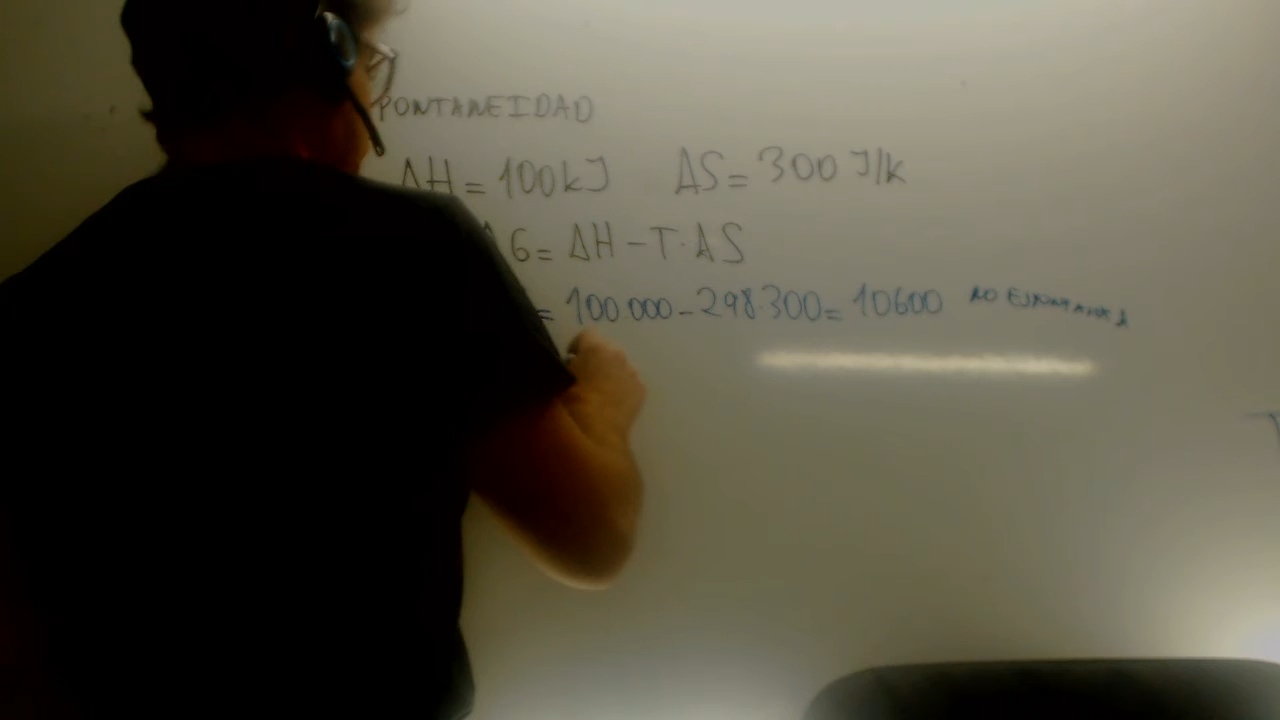 PONTANEIDAD
ΔH = 100kJ ΔS = 300 J/k
ΔG = ΔH - T·ΔS
= 100 000 - 298·300 = 10600 NO ESPONTANEA